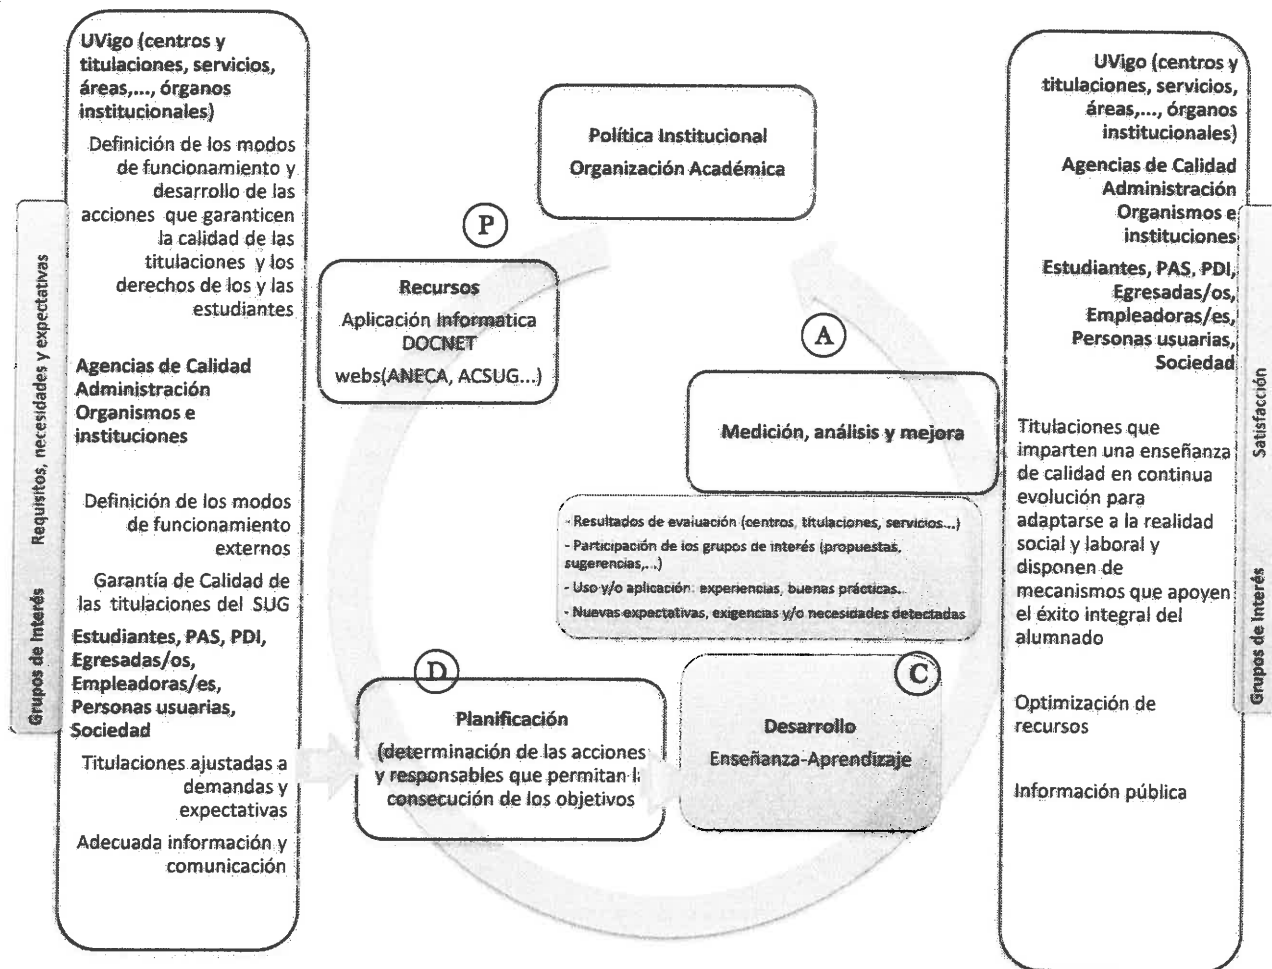 Grupos de Interés Requisitos, necesidades y expectativas
UVigo (centros y
titulaciones, servicios,
áreas,..., órganos
institucionales)
Definición de los modos
de funcionamiento y
desarrollo de las
acciones que garanticen
la calidad de las
titulaciones y los
derechos de los y las
estudiantes
Agencias de Calidad
Administración
Organismos e
instituciones
Definición de los modos
de funcionamiento
externos
Garantía de Calidad de
las titulaciones del SUG
Estudiantes, PAS, PDI,
Egresadas/os,
Empleadoras/es,
Personas usuarias,
Sociedad
Titulaciones ajustadas a
demandas y
expectativas
Adecuada información y
comunicación
Política Institucional
Organización Académica
P
Recursos
Aplicación Informatica
DOCNET
webs(ANECA, ACSUG...)
A
Medición, análisis y mejora
- Resultados de evaluación (centros, titulaciones, servicios...)
- Participación de los grupos de interés (propuestas,
sugerencias,...)
- Uso y/o aplicación: experiencias, buenas prácticas..
- Nuevas expectativas, exigencias y/o necesidades detectadas
D
Planificación
(determinación de las acciones
y responsables que permitan l
consecución de los objetivos
C
Desarrollo
Enseñanza-Aprendizaje
UVigo (centros y
titulaciones, servicios,
áreas,..., órganos
institucionales)
Agencias de Calidad
Administración
Organismos e
instituciones
Estudiantes, PAS, PDI,
Egresadas/os,
Empleadoras/es,
Personas usuarias,
Sociedad
Titulaciones que
imparten una enseñanza
de calidad en continua
evolución para
adaptarse a la realidad
social y laboral y
disponen de
mecanismos que apoyen
el éxito integral del
alumnado
Optimización de
recursos
Información pública
Grupos de Interés Satisfacción